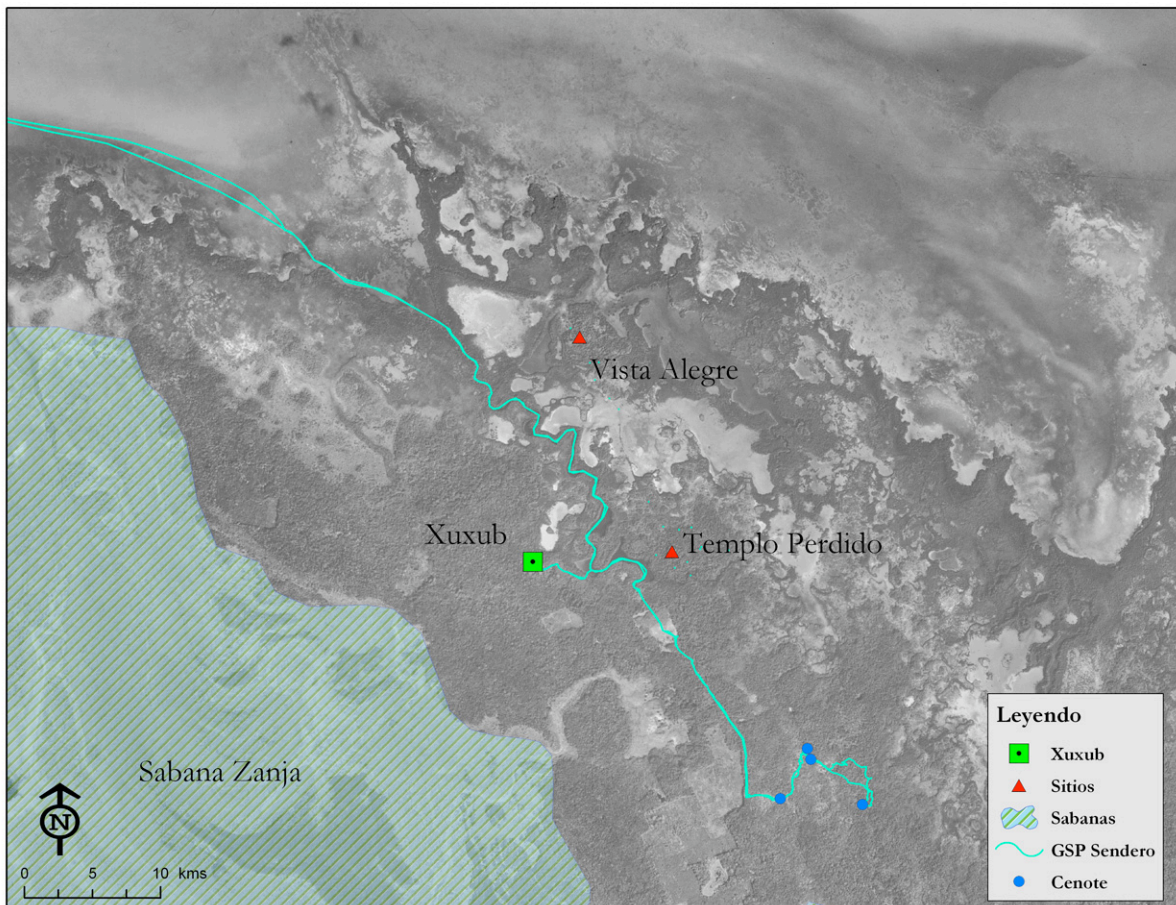 Vista Alegre
Xuxub
Templo Perdido
Sabana Zanja
N
0 5 10 kms
Leyendo
Xuxub
Sitios
Sabanas
GSP Sendero
Cenote